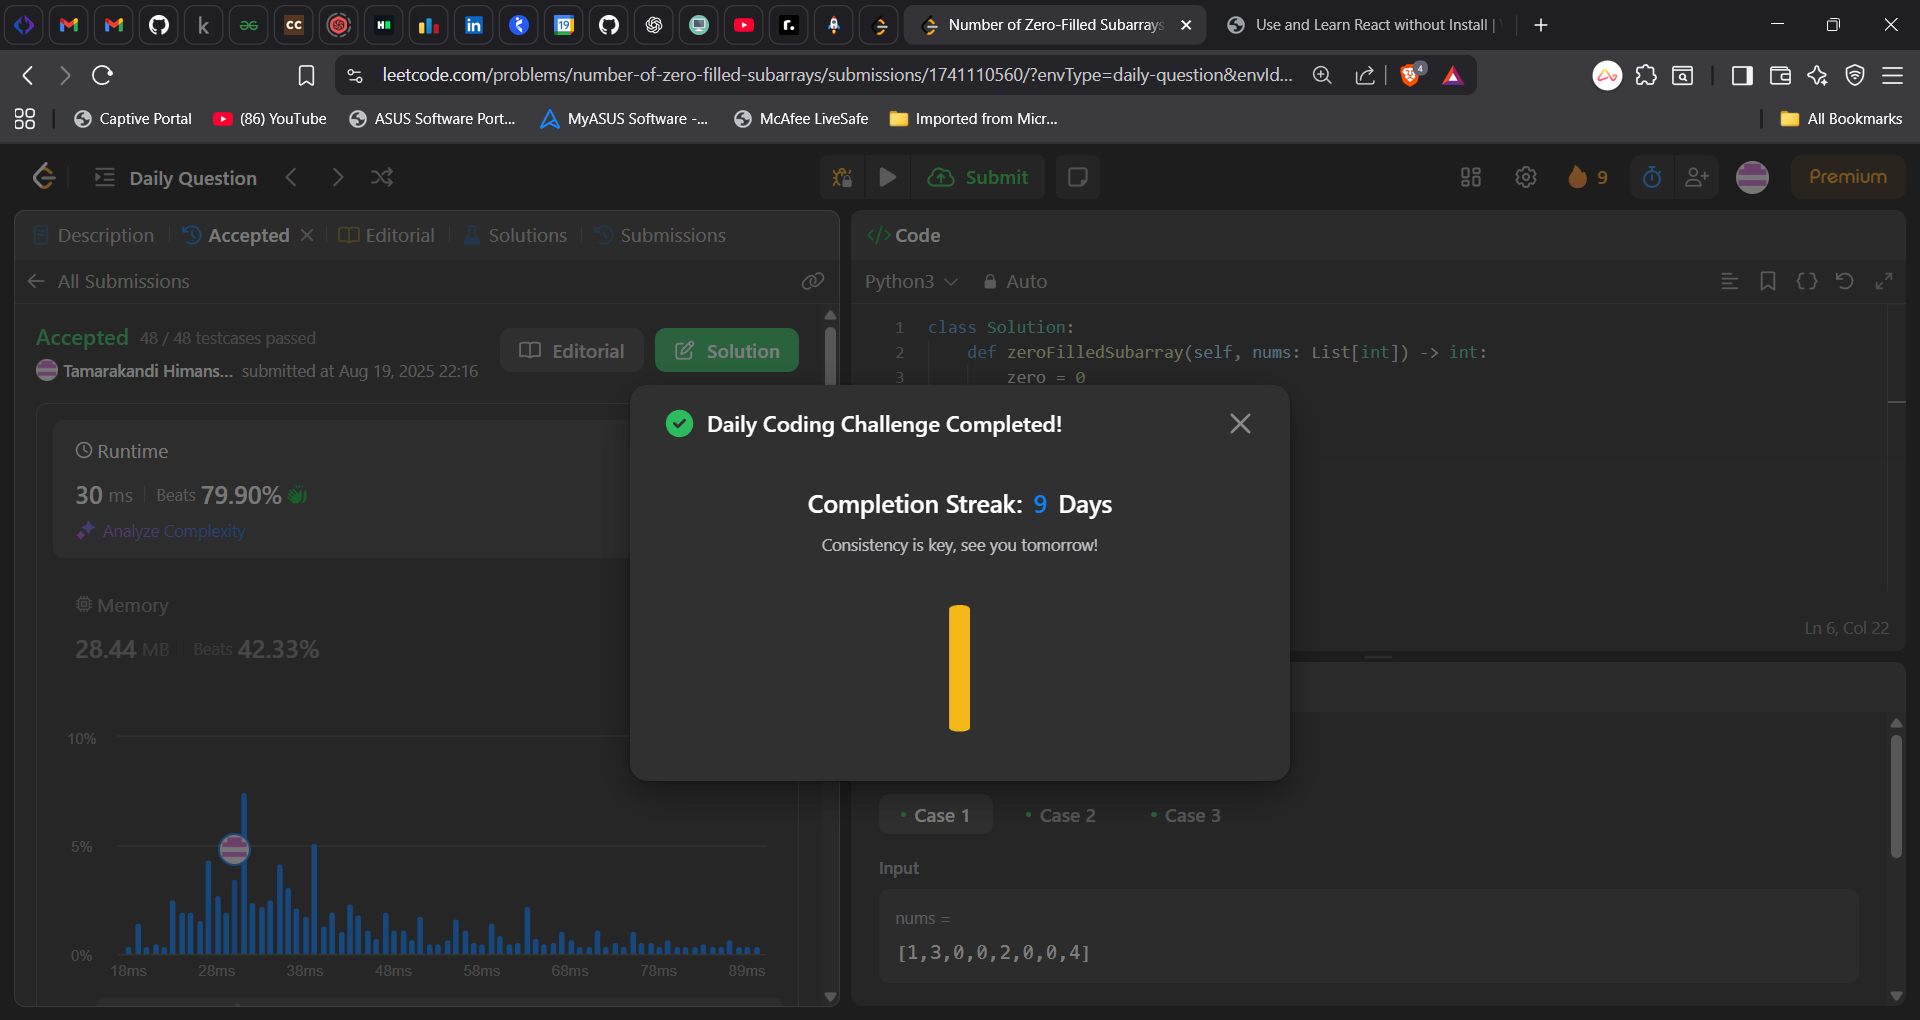 Number of Zero-Filled Subarrays
Use and Learn React without Install |
leetcode.com/problems/number-of-zero-filled-subarrays/submissions/1741110560/?envType=daily-question&envId...
4
Captive Portal
(86) YouTube
ASUS Software Port...
MyASUS Software -...
McAfee LiveSafe
Imported from Micr...
All Bookmarks
Daily Question
Submit
9
Premium
Description
Accepted
Editorial
Solutions
Submissions
All Submissions
Accepted 48 / 48 testcases passed
Tamarakandi Himans... submitted at Aug 19, 2025 22:16
Editorial
Solution
Runtime
30 ms Beats 79.90%
Analyze Complexity
Memory
28.44 MB Beats 42.33%
10%
5%
0%
18ms 28ms 38ms 48ms 58ms 68ms 78ms 89ms
</> Code
Python3
Auto
1 class Solution:
2 def zeroFilledSubarray(self, nums: List[int]) -> int:
3 zero = 0
Daily Coding Challenge Completed!
Completion Streak: 9 Days
Consistency is key, see you tomorrow!
Ln 6, Col 22
Case 1
Case 2
Case 3
Input
nums =
[1,3,0,0,2,0,0,4]